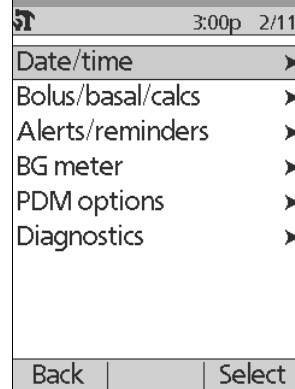 3:00p 2/11
Date/time
Bolus/basal/calcs
Alerts/reminders
BG meter
PDM options
Diagnostics
Back Select